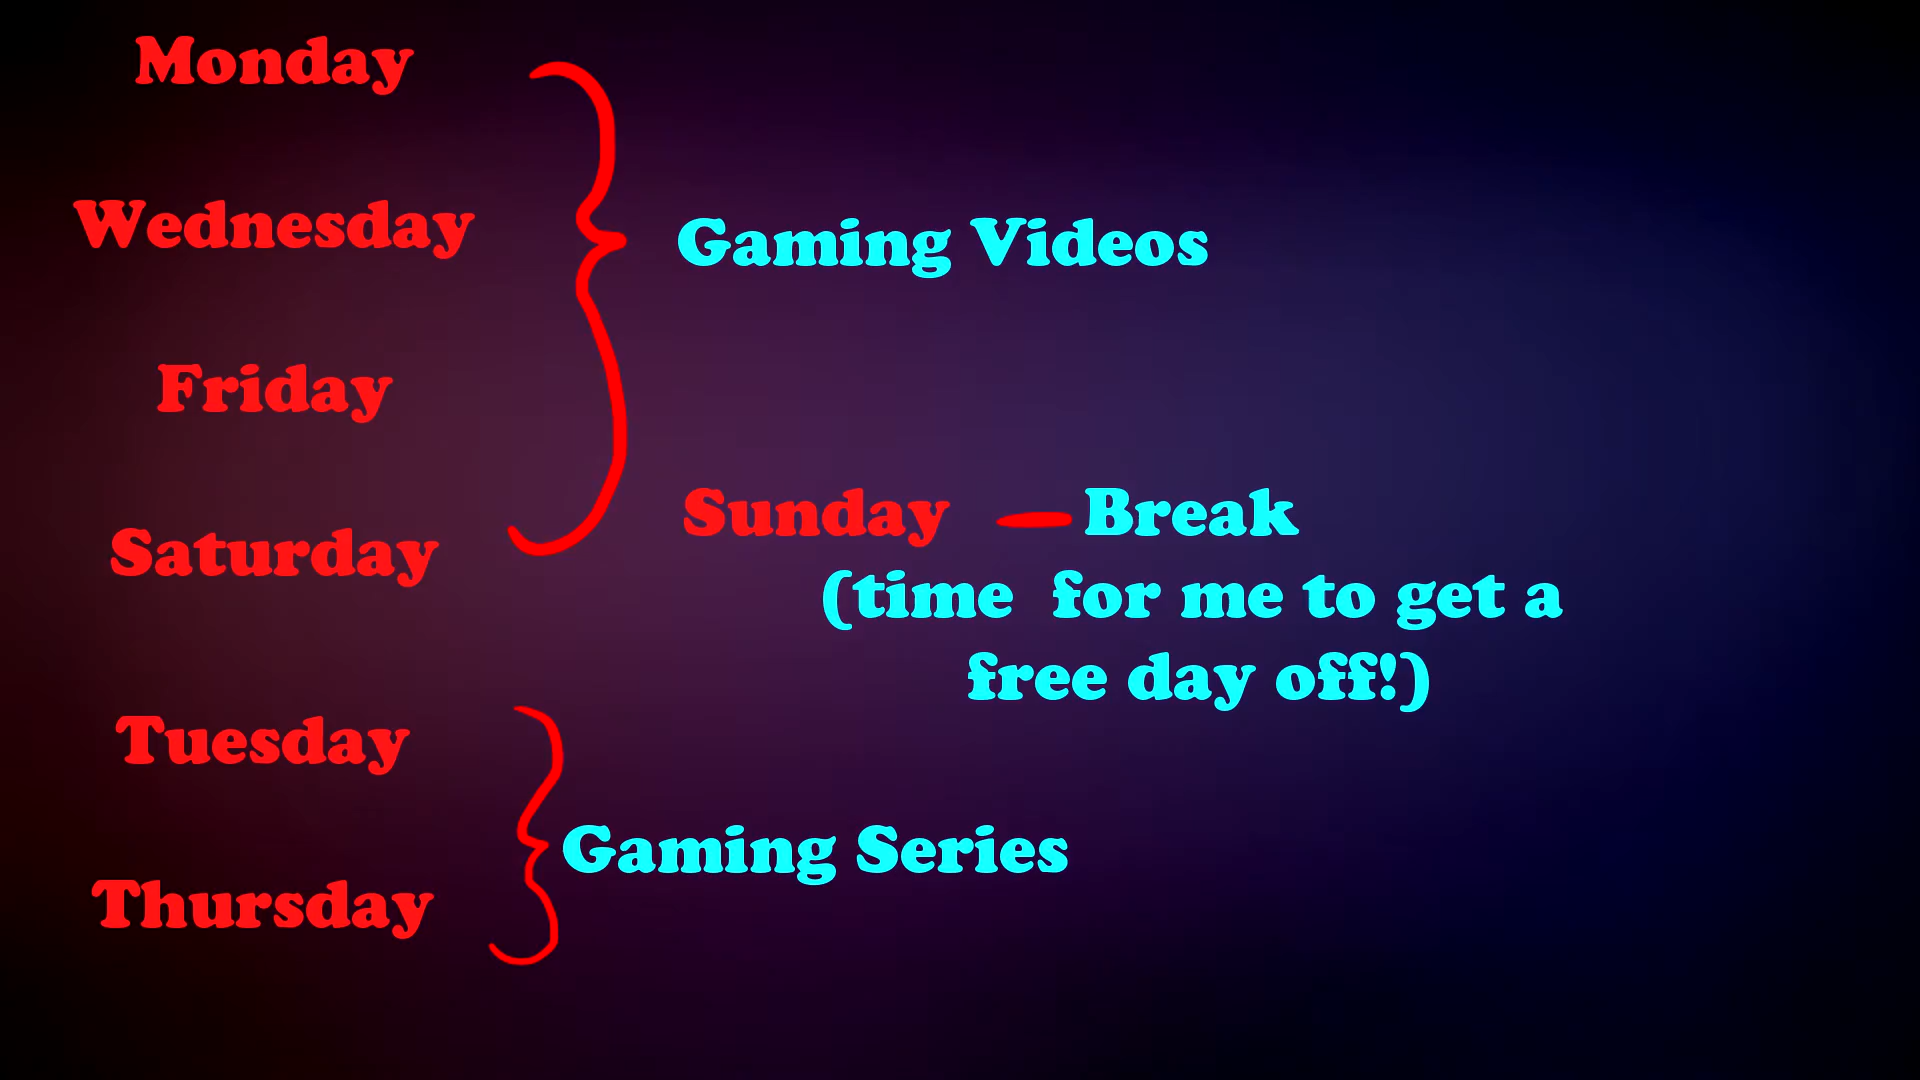 Monday
Wednesday
Friday
Saturday
Gaming Videos
Sunday — Break
(time  for me to get a
free day off!)
Tuesday
Thursday
Gaming Series